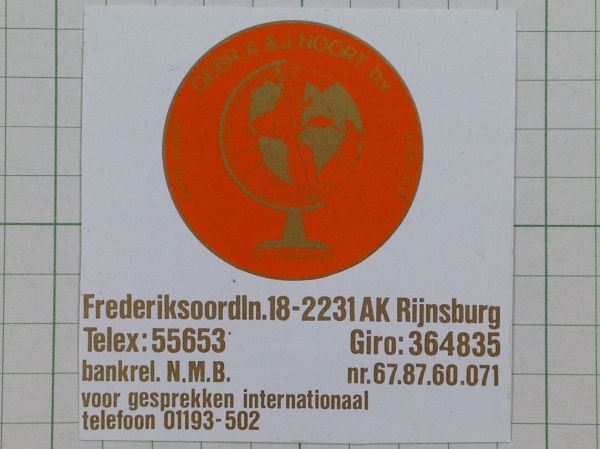 GEBR. A & J. NOORT b.v.
Frederiksoordln.18-2231 AK Rijnsburg
Telex: 55653 Giro: 364835
bankrel. N.M.B. nr. 67.87.60.071
voor gesprekken internationaal
telefoon 01193-502